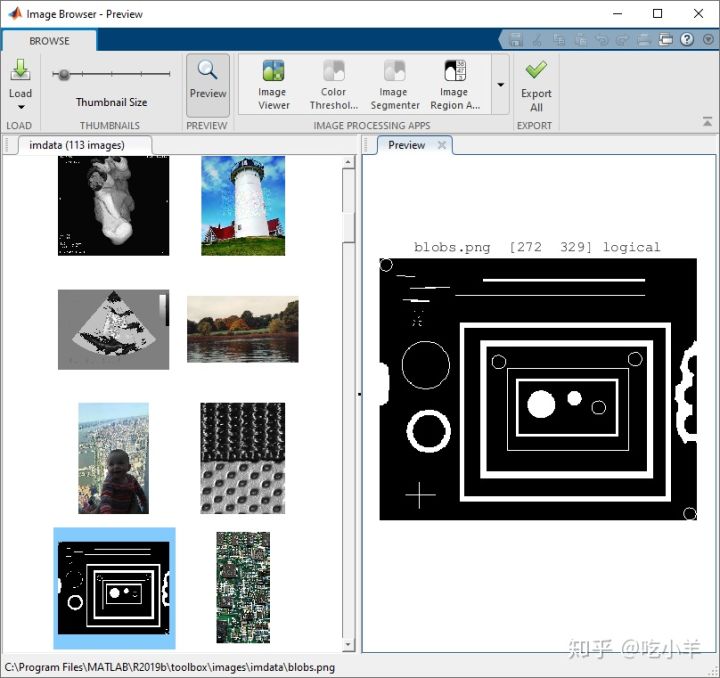 Image Browser - Preview
BROWSE
Load
Thumbnail Size
Preview
Image Viewer
Color Threshol...
Image Segmenter
Image Region A...
Export All
LOAD
THUMBNAILS
PREVIEW
IMAGE PROCESSING APPS
EXPORT
imdata (113 images)
Preview
blobs.png [272 329] logical
知乎 @吃小羊
C:\Program Files\MATLAB\R2019b\toolbox\images\imdata\blobs.png